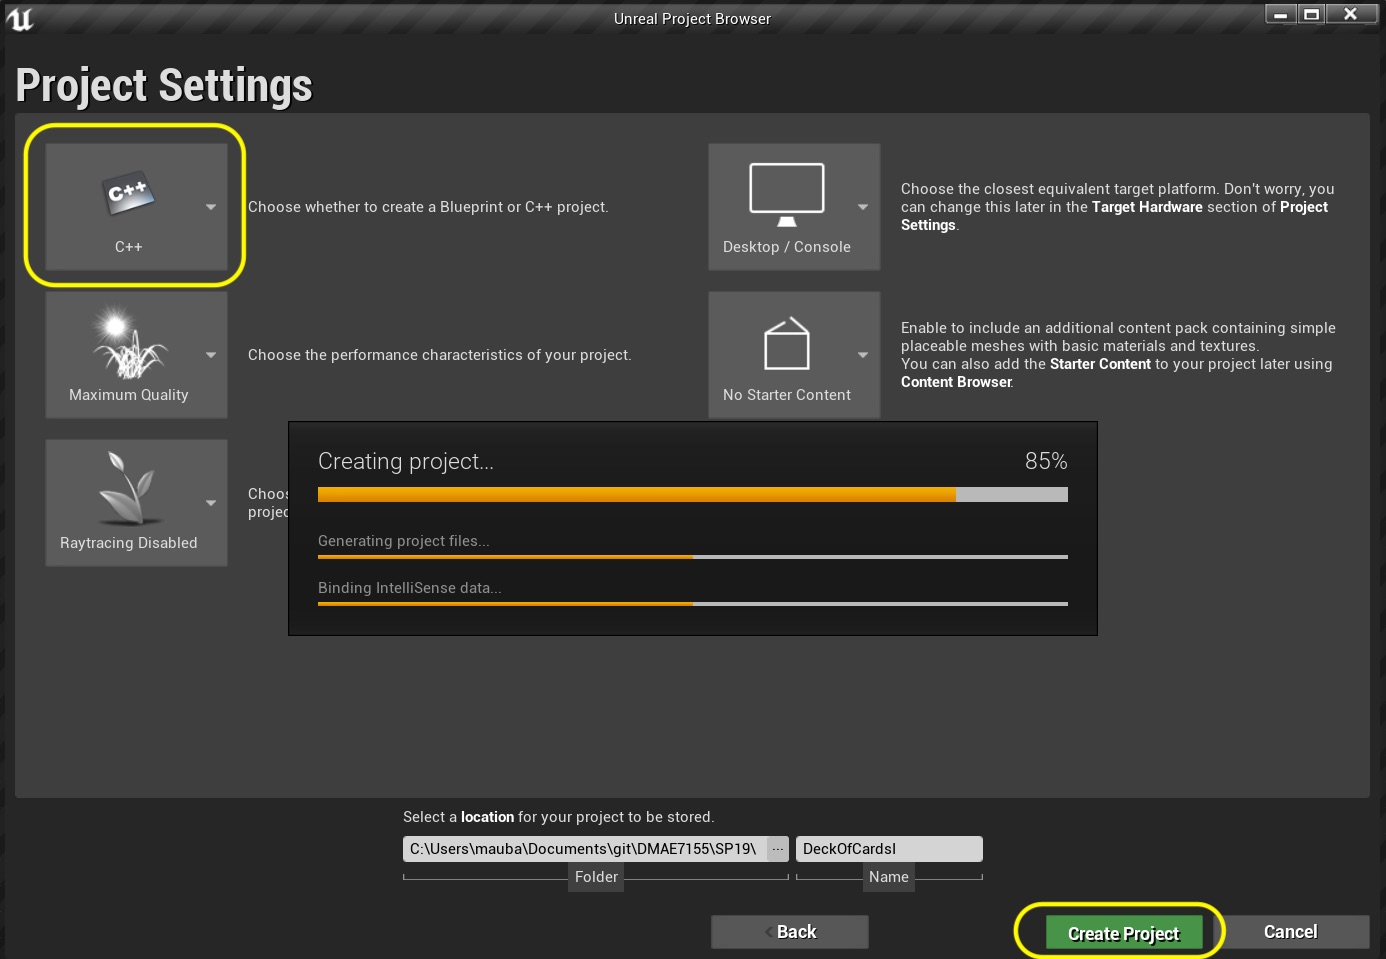 Unreal Project Browser
Project Settings
C++
C++
Choose whether to create a Blueprint or C++ project.
Desktop / Console
Choose the closest equivalent target platform. Don't worry, you
can change this later in the Target Hardware section of Project
Settings.
Maximum Quality
Choose the performance characteristics of your project.
No Starter Content
Enable to include an additional content pack containing simple
placeable meshes with basic materials and textures.
You can also add the Starter Content to your project later using
Content Browser.
Raytracing Disabled
Creating project...
85%
Generating project files...
Binding IntelliSense data...
Select a location for your project to be stored.
C:\Users\mauba\Documents\git\DMAE7155\SP19\
...
DeckOfCardsI
Folder
Name
< Back
Create Project
Cancel